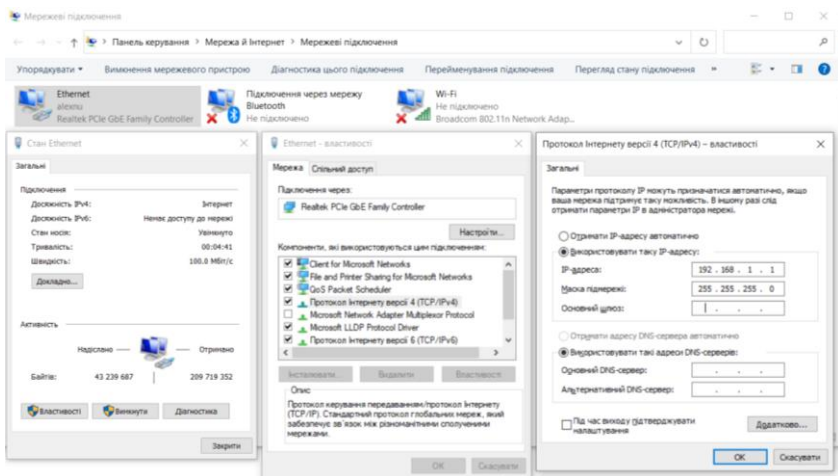 Мережеві підключення
Панель керування > Мережа й Інтернет > Мережеві підключення
Упорядкувати Вимкнення мережевого пристрою Діагностика цього підключення Перейменування підключення Перегляд стану підключення »
Ethernet
alexnu
Realtek PCIe GbE Family Controller
Підключення через мережу
Bluetooth
Не підключено
Wi-Fi
Не підключено
Broadcom 802.11n Network Adap...
Стан Ethernet
Загальні
Підключення
Досяжність IPv4: Інтернет
Досяжність IPv6: Немає доступу до мережі
Стан носія: Увімкнуто
Тривалість: 00:04:41
Швидкість: 100.0 Мбіт/с
Докладно...
Активність
Надіслано — — Отримано
Байтів: 43 239 687 | 209 719 352
Властивості Вимкнути Діагностика
Закрити
Ethernet – властивості
Мережа Спільний доступ
Підключення через:
Realtek PCIe GbE Family Controller
Настроїти...
Компоненти, які використовуються цим підключенням:
Client for Microsoft Networks
File and Printer Sharing for Microsoft Networks
QoS Packet Scheduler
Протокол Інтернету версії 4 (TCP/IPv4)
Microsoft Network Adapter Multiplexor Protocol
Microsoft LLDP Protocol Driver
Протокол Інтернету версії 6 (TCP/IPv6)
Інсталювати... Видалити Властивості
Опис
Протокол керування передаванням/протокол Інтернету
(TCP/IP). Стандартний протокол глобальних мереж, який
забезпечує зв'язок між різноманітними сполученими
мережами.
OK Скасувати
Протокол Інтернету версії 4 (TCP/IPv4) – властивості
Загальні
Параметри протоколу IP можуть призначатися автоматично, якщо
ваша мережа підтримує таку можливість. В іншому разі слід
отримати параметри IP в адміністратора мережі.
Отримати IP-адресу автоматично
Використовувати таку IP-адресу:
IP-адреса: 192 . 168 . 1 . 1
Маска підмережі: 255 . 255 . 255 . 0
Основний шлюз: . . .
Отримати адресу DNS-сервера автоматично
Використовувати такі адреси DNS-серверів:
Основний DNS-сервер: . . .
Альтернативний DNS-сервер: . . .
Під час виходу підтверджувати
налаштування
Додатково...
OK Скасувати